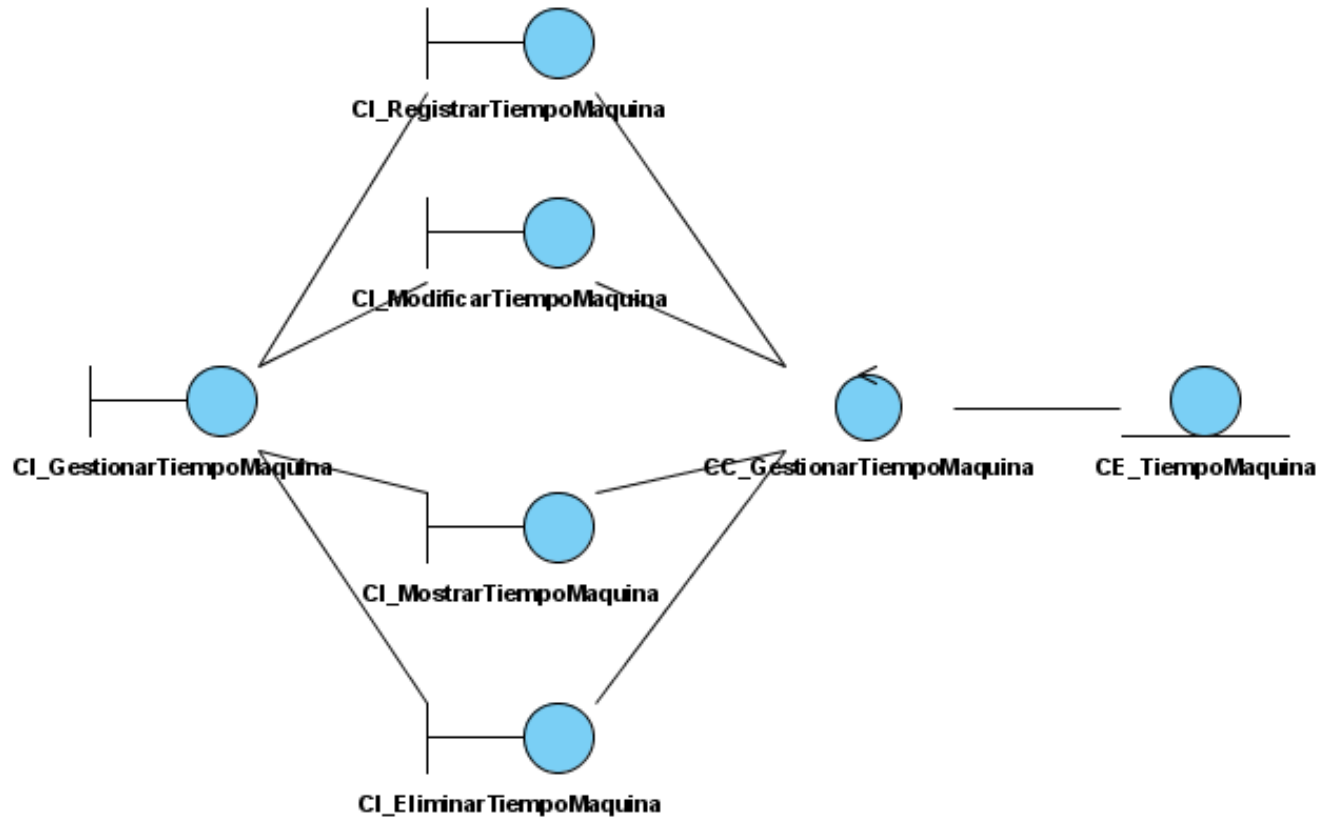 CI_RegistrarTiempoMaquina
CI_ModificarTiempoMaquina
CI_GestionarTiempoMaquina
CC_GestionarTiempoMaquina
CE_TiempoMaquina
CI_MostrarTiempoMaquina
CI_EliminarTiempoMaquina